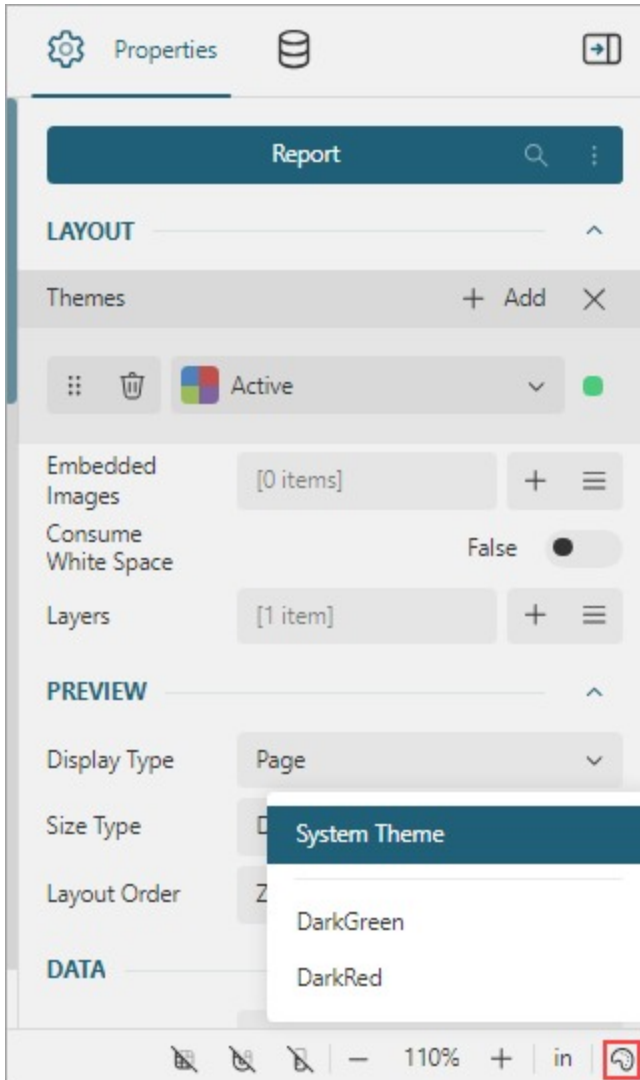 Properties
Report
LAYOUT
Themes + Add
Active
Embedded
Images [0 items]
Consume
White Space False
Layers [1 item]
PREVIEW
Display Type Page
Size Type D
System Theme
Layout Order Z
DarkGreen
DarkRed
DATA
110% in